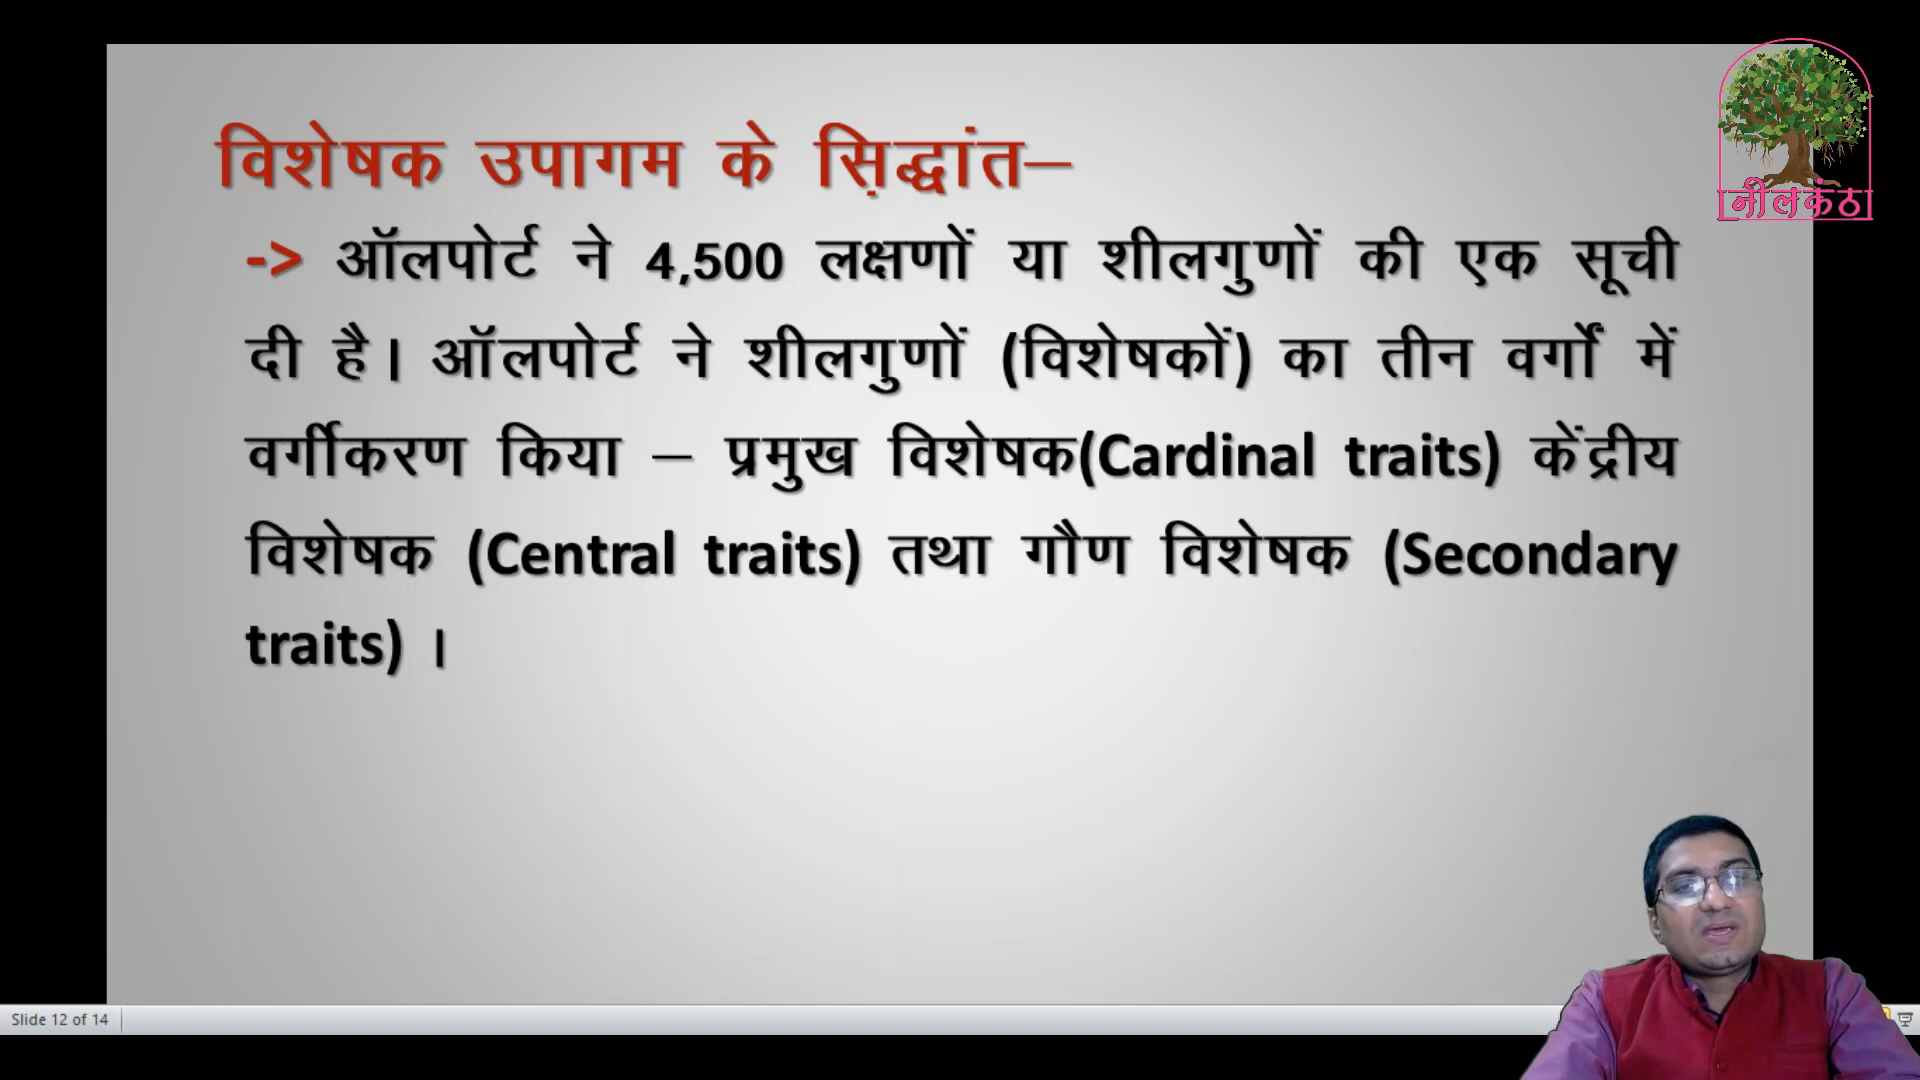 विशेषक उपागम के सिद्धांत–
-> ऑलपोर्ट ने 4,500 लक्षणों या शीलगुणों की एक सूची
दी है। ऑलपोर्ट ने शीलगुणों (विशेषकों) का तीन वर्गों में
वर्गीकरण किया – प्रमुख विशेषक(Cardinal traits) केंद्रीय
विशेषक (Central traits) तथा गौण विशेषक (Secondary
traits) ।
नीलकंठ
Slide 12 of 14